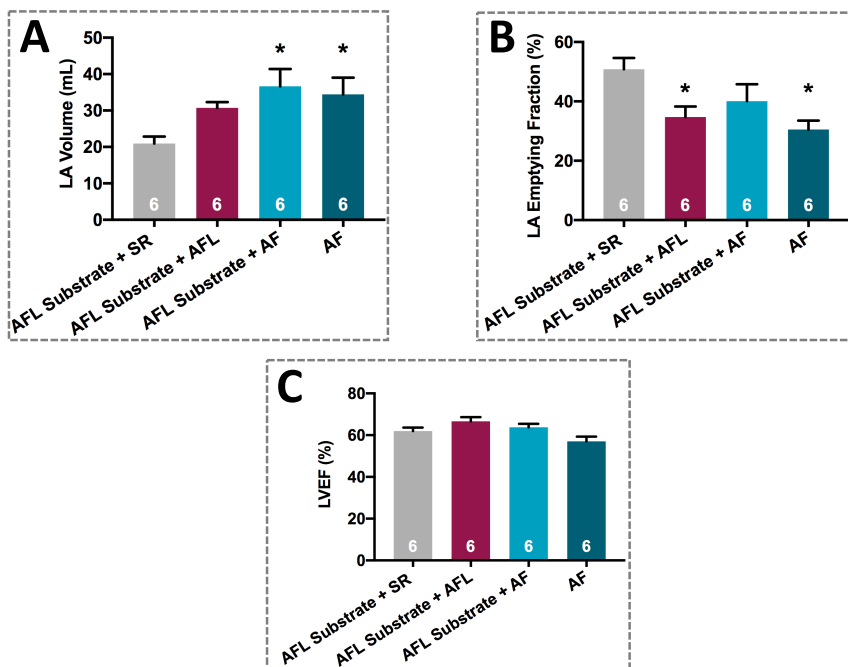 A
LA Volume (mL)
50
40
30
20
10
0
* *
6 6 6 6
AFL Substrate + SR
AFL Substrate + AFL
AFL Substrate + AF
AF
B
LA Emptying Fraction (%)
60
40
20
0
* *
6 6 6 6
AFL Substrate + SR
AFL Substrate + AFL
AFL Substrate + AF
AF
C
LVEF (%)
80
60
40
20
0
6 6 6 6
AFL Substrate + SR
AFL Substrate + AFL
AFL Substrate + AF
AF